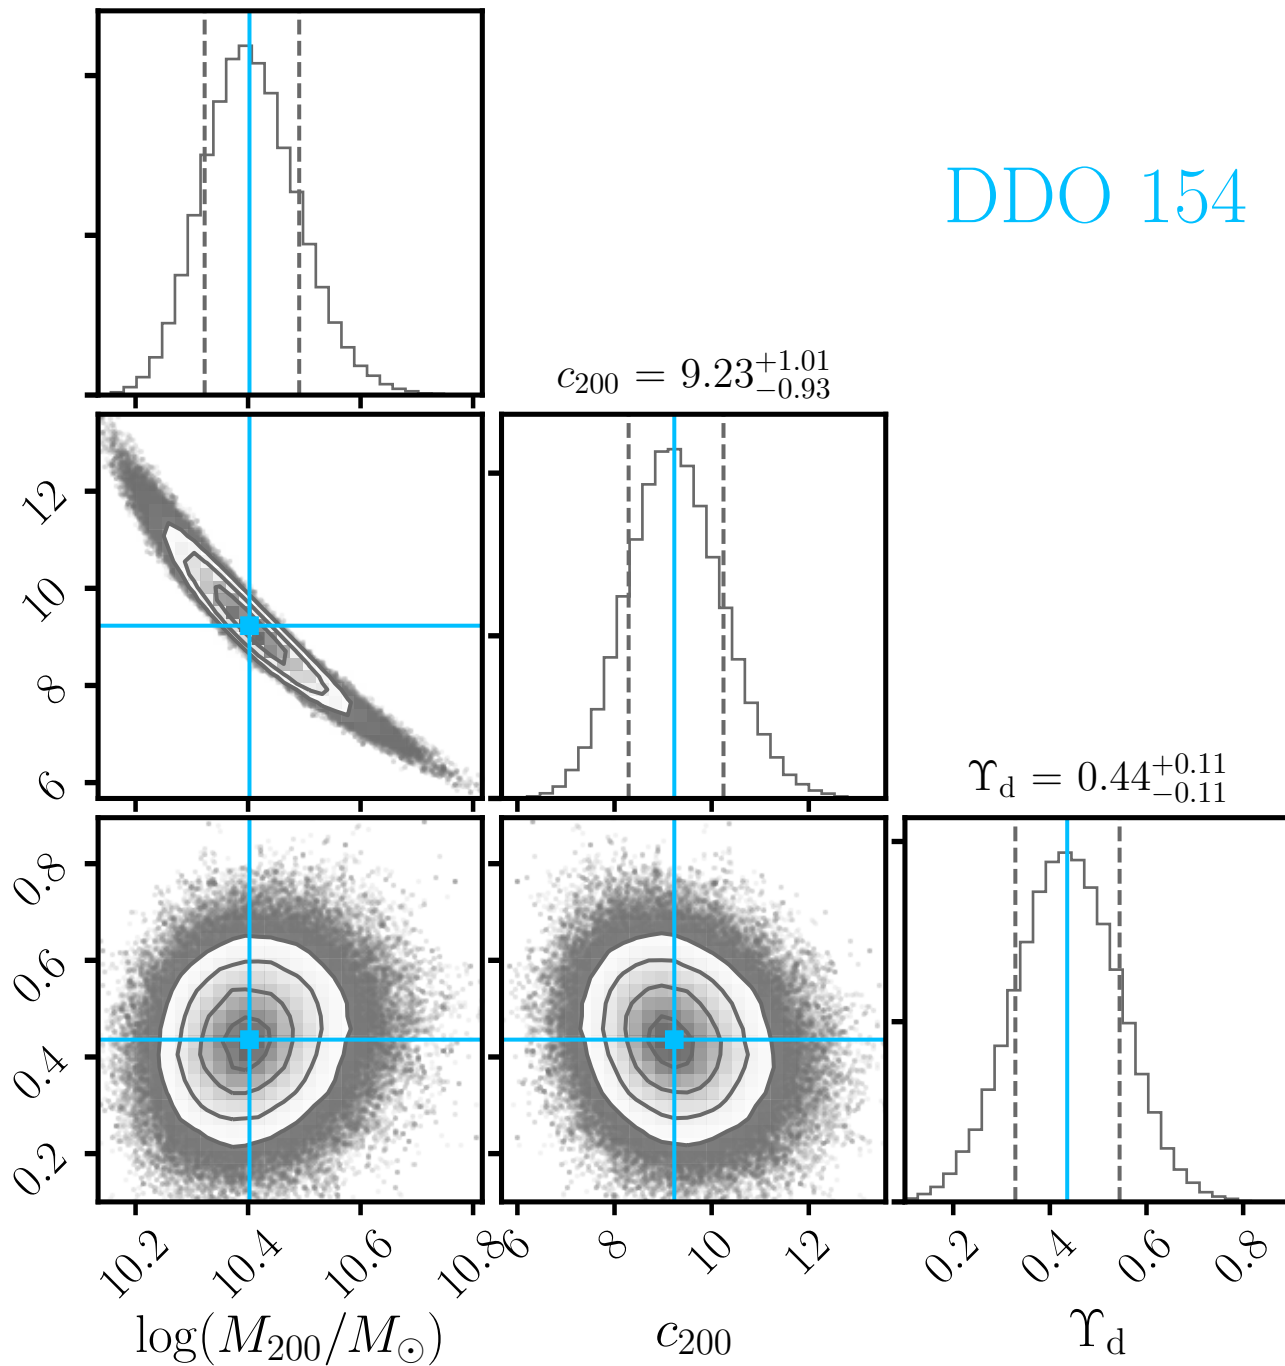 DDO 154
c₂₀₀ = 9.23⁺¹·⁰¹₋₀.₉₃
12
10
8
6
ϒ_d = 0.44⁺⁰·¹¹₋₀.₁₁
0.8
0.6
0.4
0.2
10.2 10.4 10.6 10.8 6 8 10 12 0.2 0.4 0.6 0.8
log(M₂₀₀/M⊙) c₂₀₀ ϒ_d